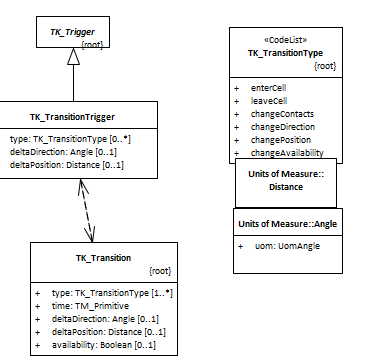 TK_Trigger
{root}
TK_TransitionTrigger
type: TK_TransitionType [0..*]
deltaDirection: Angle [0..1]
deltaPosition: Distance [0..1]
TK_Transition
{root}
+ type: TK_TransitionType [1..*]
+ time: TM_Primitive
+ deltaDirection: Angle [0..1]
+ deltaPosition: Distance [0..1]
+ availability: Boolean [0..1]
«CodeList»
TK_TransitionType
{root}
+ enterCell
+ leaveCell
+ changeContacts
+ changeDirection
+ changePosition
+ changeAvailability
Units of Measure::
Distance
Units of Measure::Angle
+ uom: UomAngle